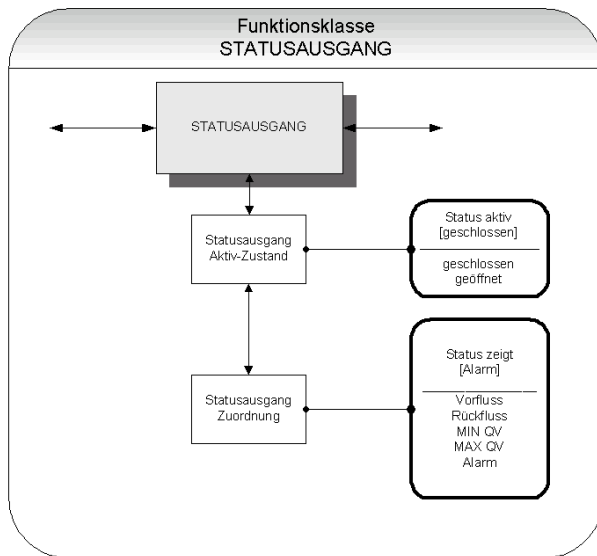 Funktionsklasse
STATUSAUSGANG
STATUSAUSGANG
Statusausgang
Aktiv-Zustand
Status aktiv
[geschlossen]
geschlossen
geöffnet
Statusausgang
Zuordnung
Status zeigt
[Alarm]
Vorfluss
Rückfluss
MIN QV
MAX QV
Alarm